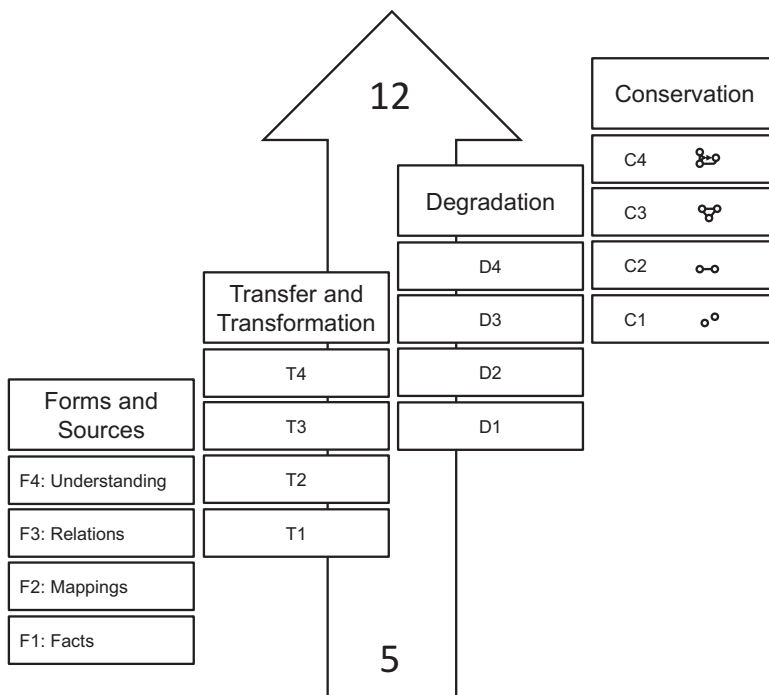 12
Conservation
C4
C3
C2
C1
Degradation
D4
D3
D2
D1
Transfer and
Transformation
T4
T3
T2
T1
Forms and
Sources
F4: Understanding
F3: Relations
F2: Mappings
F1: Facts
5